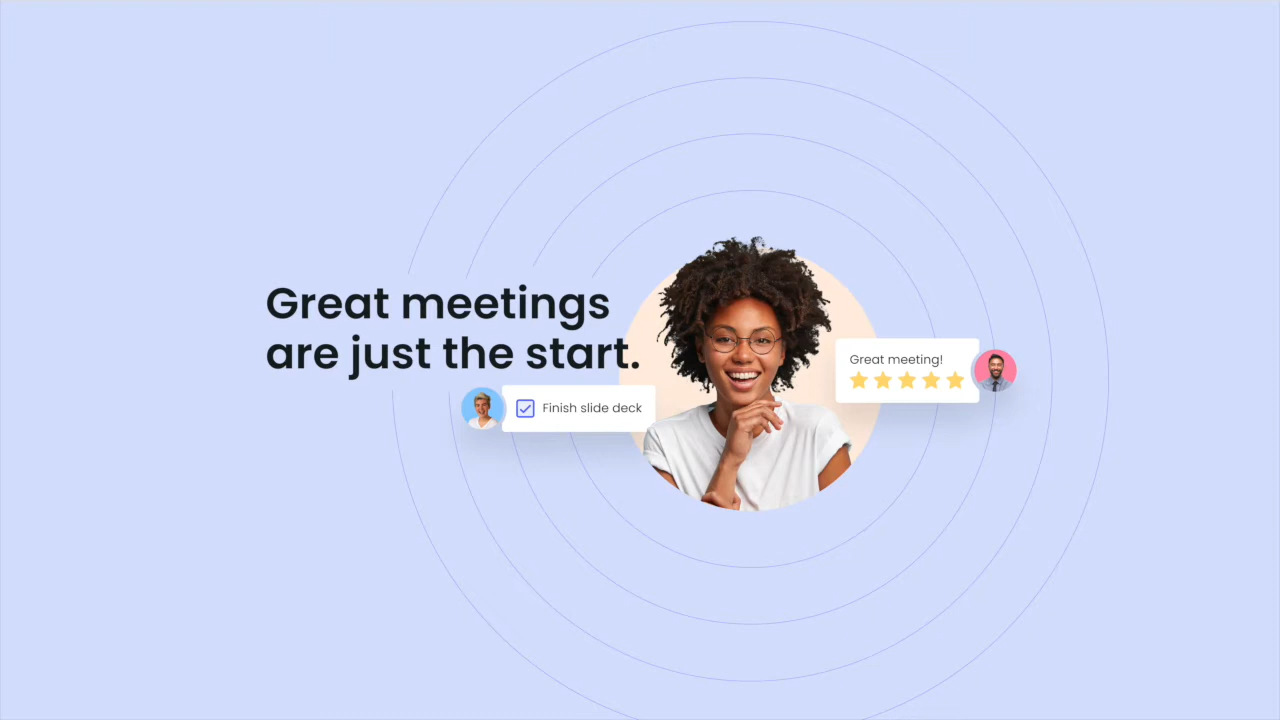 Great meetings
are just the start.
Great meeting!
Finish slide deck